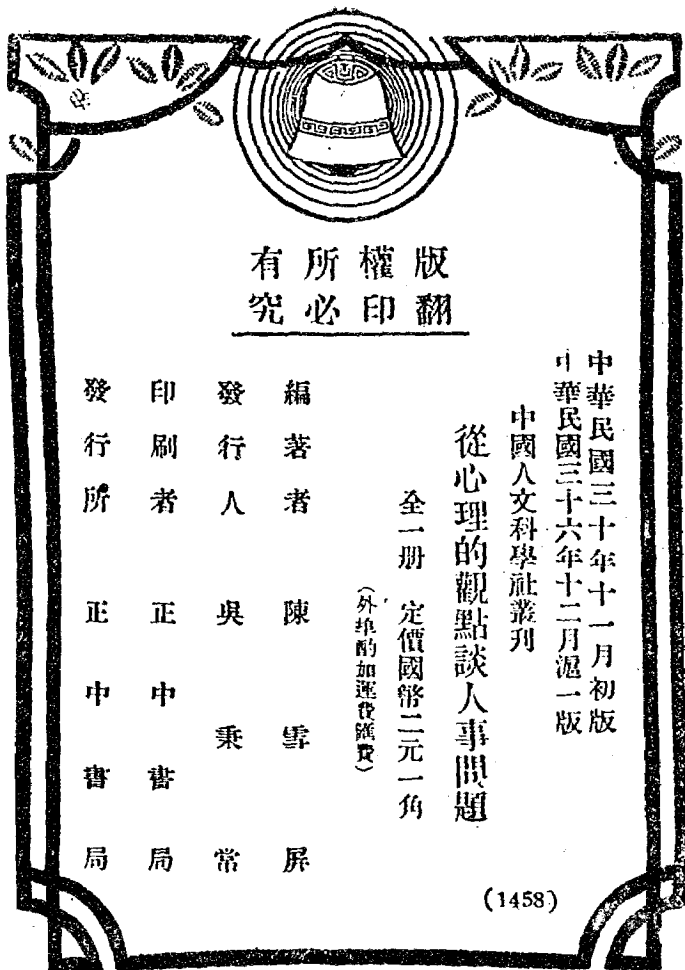 版權所有
翻印必究
中華民國三十年十一月初版
中華民國三十六年十二月滬一版
中國人文科學社叢刊
從心理的觀點談人事問題
全一册 定價國幣二元一角
（外埠酌加運費匯費）
編著者 陳雪屏
發行人 吳秉常
印刷者 正中書局
發行所 正中書局
(1458)